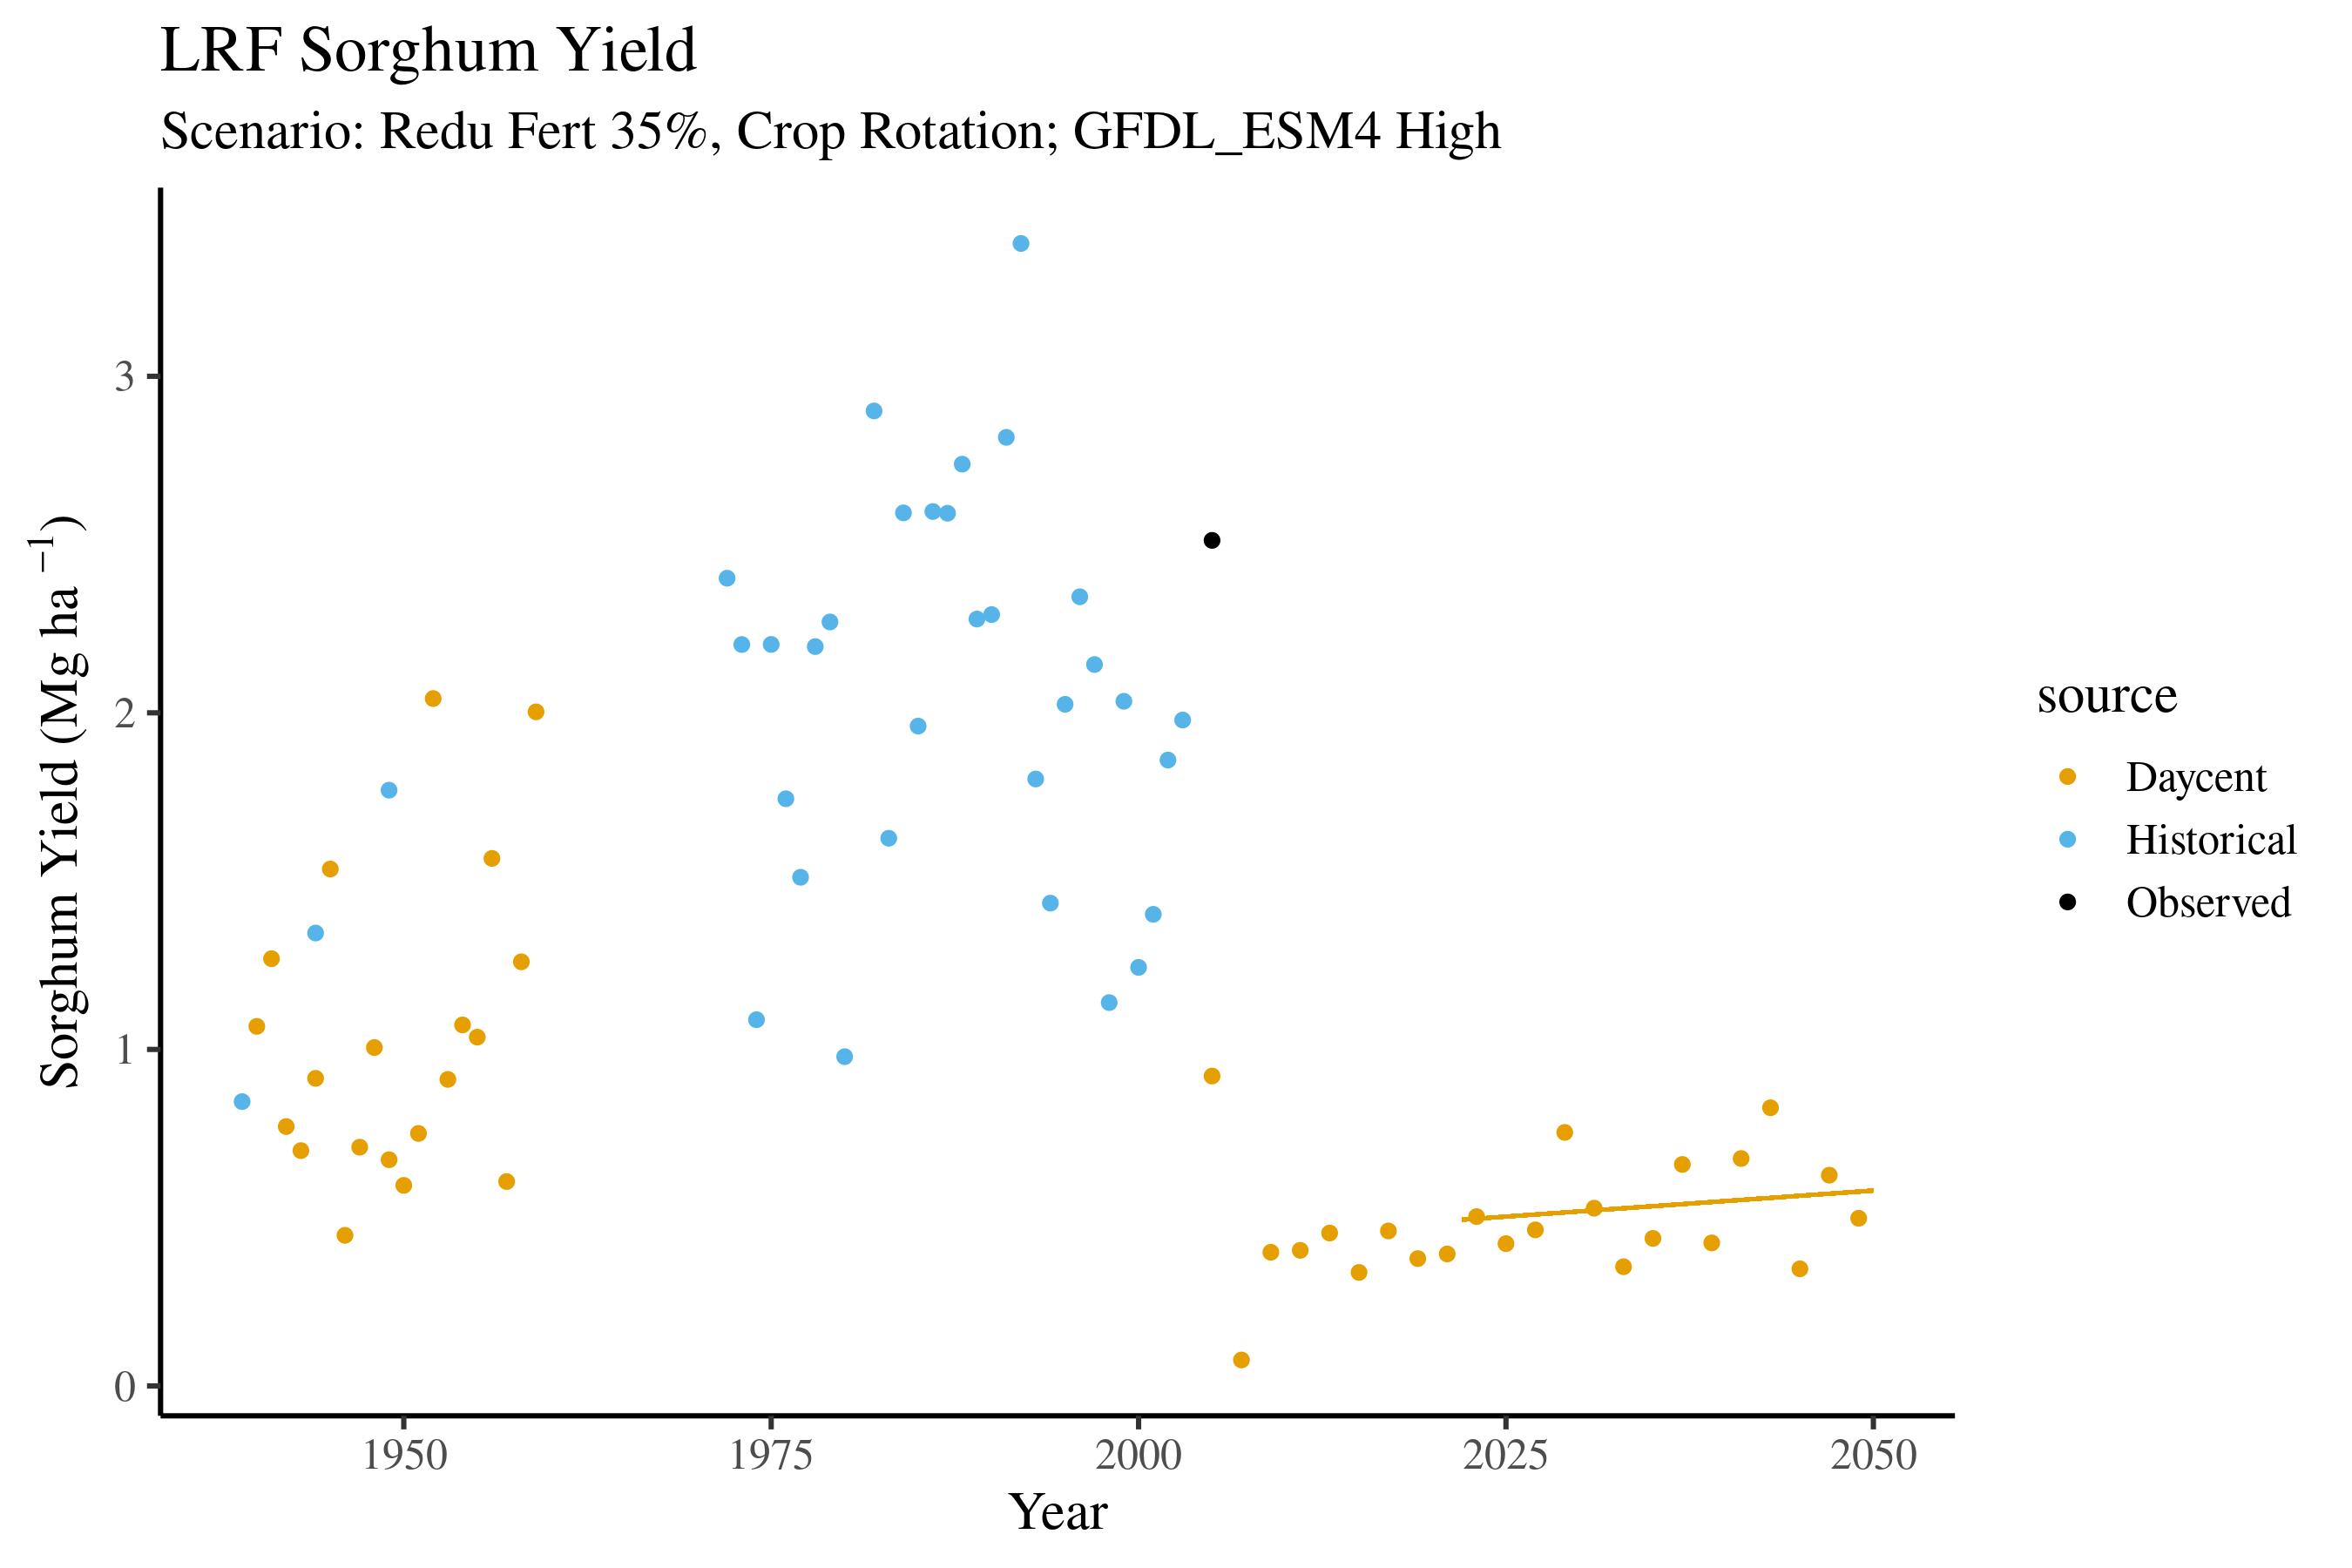 LRF Sorghum Yield
Scenario: Redu Fert 35%, Crop Rotation; GFDL_ESM4 High
Sorghum Yield (Mg ha⁻¹)
3
2
1
0
1950
1975
2000
2025
2050
Year
source
Daycent
Historical
Observed